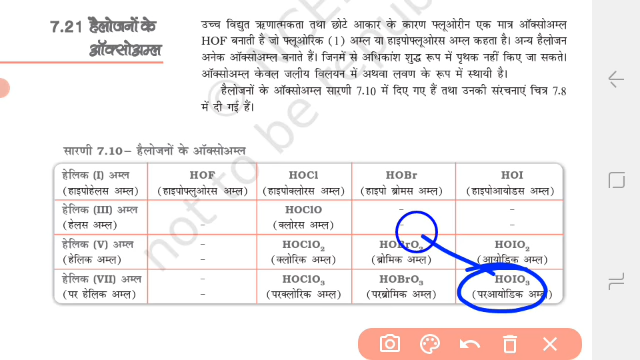 7.21 हैलोजनों के
ऑक्सोअम्ल
उच्च विद्युत ऋणात्मकता तथा छोटे आकार के कारण फ्लूओरीन एक मात्र ऑक्सोअम्ल
HOF बनाती है जो फ्लूओरिक (1) अम्ल या हाइपोफ्लूओरस अम्ल कहता है। अन्य हैलोजन
अनेक ऑक्सोअम्ल बनाते हैं। जिनमें से अधिकांश शुद्ध रूप में पृथक नहीं किए जा सकते।
ऑक्सोअम्ल केवल जलीय विलयन में अथवा लवण के रूप में स्थायी है।
हैलोजनों के ऑक्सोअम्ल सारणी 7.10 में दिए गए हैं तथा उनकी संरचनाएं चित्र 7.8
में दी गई हैं।
सारणी 7.10– हैलोजनों के ऑक्सोअम्ल
हेलिक (I) अम्ल HOF HOCl HOBr HOI
(हाइपोहेलस अम्ल) (हाइपोफ्लुओरस अम्ल) (हाइपोक्लोरस अम्ल) (हाइपो ब्रोमस अम्ल) (हाइपोआयोडस अम्ल)
हेलिक (III) अम्ल - HOClO - -
(हेलस अम्ल) - (क्लोरस अम्ल) - -
हेलिक (V) अम्ल - HOClO₂ HOBrO₂ HOIO₂
(हेलिक अम्ल) - (क्लोरिक अम्ल) (ब्रोमिक अम्ल) (आयोडिक अम्ल)
हेलिक (VII) अम्ल - HOClO₃ HOBrO₃ HOIO₃
(पर हेलिक अम्ल) - (परक्लोरिक अम्ल) (परब्रोमिक अम्ल) (परआयोडिक अम्ल)
not to be